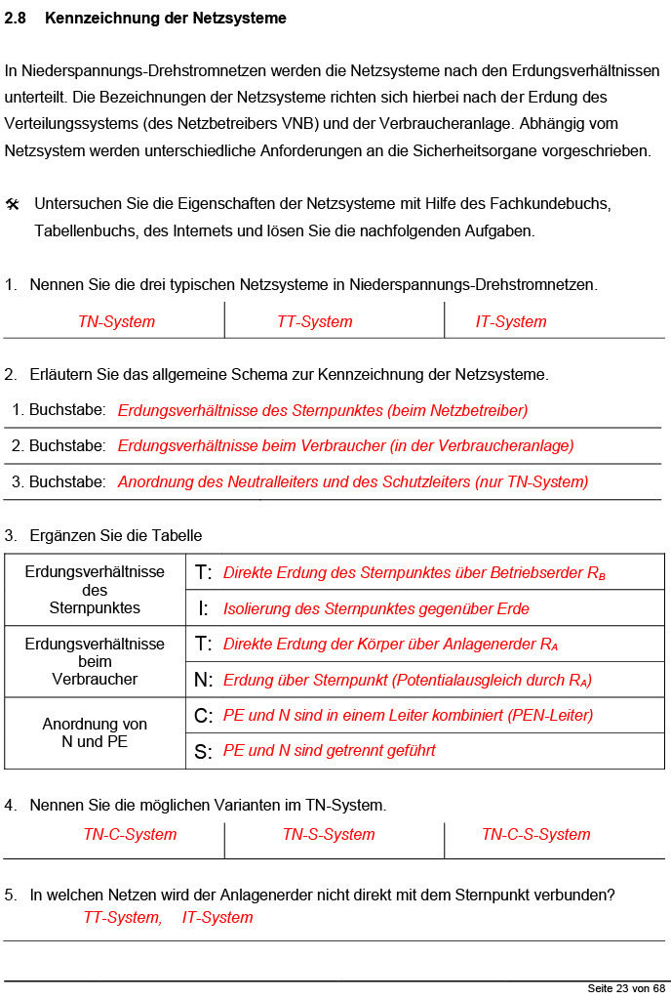 2.8 Kennzeichnung der Netzsysteme
In Niederspannungs-Drehstromnetzen werden die Netzsysteme nach den Erdungsverhältnissen
unterteilt. Die Bezeichnungen der Netzsysteme richten sich hierbei nach der Erdung des
Verteilungssystems (des Netzbetreibers VNB) und der Verbraucheranlage. Abhängig vom
Netzsystem werden unterschiedliche Anforderungen an die Sicherheitsorgane vorgeschrieben.
Untersuchen Sie die Eigenschaften der Netzsysteme mit Hilfe des Fachkundebuchs,
Tabellenbuchs, des Internets und lösen Sie die nachfolgenden Aufgaben.
1. Nennen Sie die drei typischen Netzsysteme in Niederspannungs-Drehstromnetzen.
TN-System TT-System IT-System
2. Erläutern Sie das allgemeine Schema zur Kennzeichnung der Netzsysteme.
1. Buchstabe: Erdungsverhältnisse des Sternpunktes (beim Netzbetreiber)
2. Buchstabe: Erdungsverhältnisse beim Verbraucher (in der Verbraucheranlage)
3. Buchstabe: Anordnung des Neutralleiters und des Schutzleiters (nur TN-System)
3. Ergänzen Sie die Tabelle
Erdungsverhältnisse
des
Sternpunktes
T: Direkte Erdung des Sternpunktes über Betriebserder RB
I: Isolierung des Sternpunktes gegenüber Erde
Erdungsverhältnisse
beim
Verbraucher
T: Direkte Erdung der Körper über Anlagenerder RA
N: Erdung über Sternpunkt (Potentialausgleich durch RA)
Anordnung von
N und PE
C: PE und N sind in einem Leiter kombiniert (PEN-Leiter)
S: PE und N sind getrennt geführt
4. Nennen Sie die möglichen Varianten im TN-System.
TN-C-System TN-S-System TN-C-S-System
5. In welchen Netzen wird der Anlagenerder nicht direkt mit dem Sternpunkt verbunden?
TT-System, IT-System
Seite 23 von 68